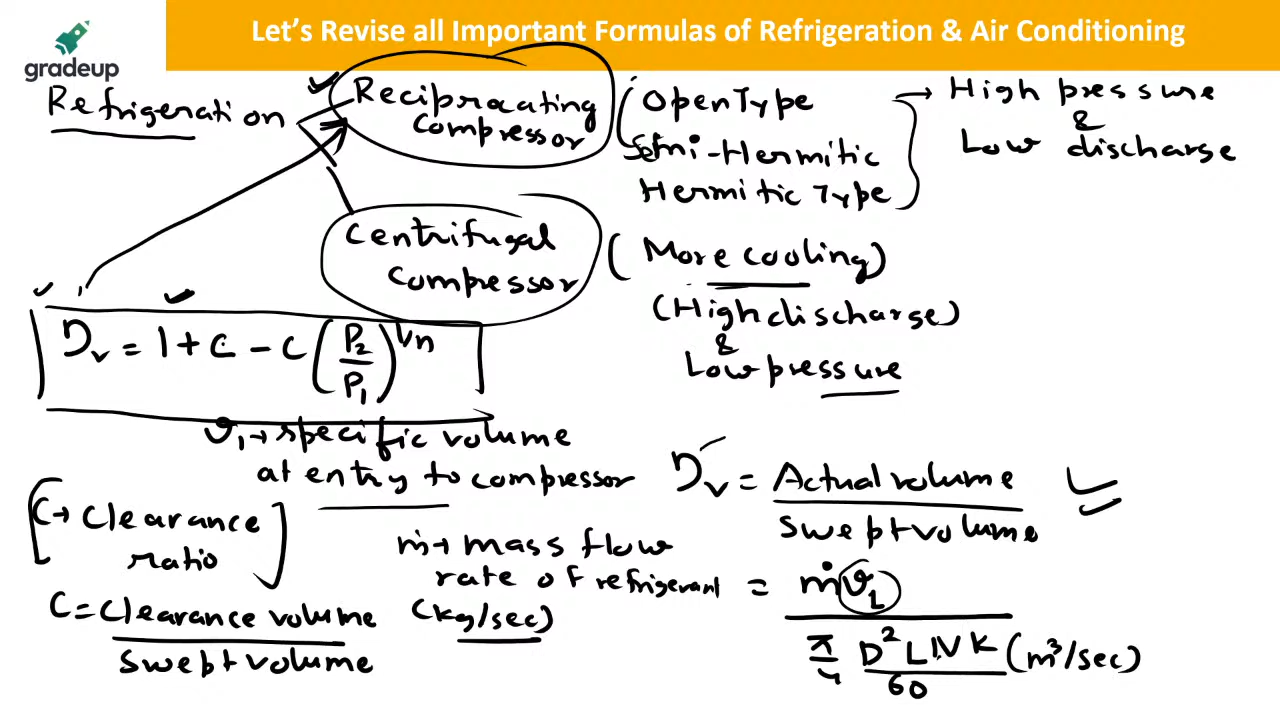 Let's Revise all Important Formulas of Refrigeration & Air Conditioning
gradeup
Refrigeration
Reciprocating
compressor
(OpenType
Semi-Hermitic
Hermitic Type
→ High pressure
&
Low discharge
Centrifugal
compressor
(More cooling)
(High discharge)
&
Low pressure
η_v = 1 + C - C (P₂/P₁)^(1/n)
v₁ → specific volume
at entry to compressor
[C → Clearance
ratio]
C = Clearance volume
Swept volume
ṁ → mass flow
rate of refrigerant
(kg/sec)
η_v = Actual volume
Swept volume
= ṁv₁
π/4 D² L N K (m³/sec)
60